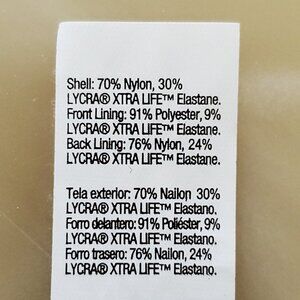 Shell: 70% Nylon, 30%
LYCRA® XTRA LIFE™ Elastane.
Front Lining: 91% Polyester, 9%
LYCRA® XTRA LIFE™ Elastane.
Back Lining: 76% Nylon, 24%
LYCRA® XTRA LIFE™ Elastane.
Tela exterior: 70% Nailon 30%
LYCRA® XTRA LIFE™ Elastano.
Forro delantero: 91% Poliéster, 9%
LYCRA® XTRA LIFE™ Elastano.
Forro trasero: 76% Nailon, 24%
LYCRA® XTRA LIFE™ Elastano.